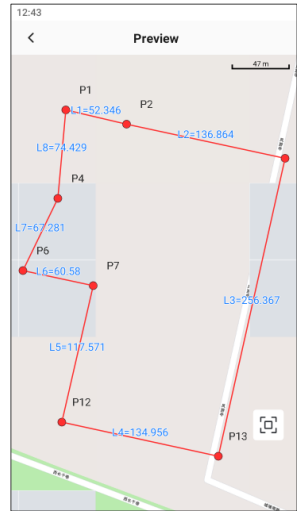 12:43
Preview
47 m
P1
L1=52.346
P2
L2=136.864
L8=74.429
P4
L7=67.281
P6
L6=60.58
P7
L3=256.367
L5=117.571
P12
L4=134.956
P13